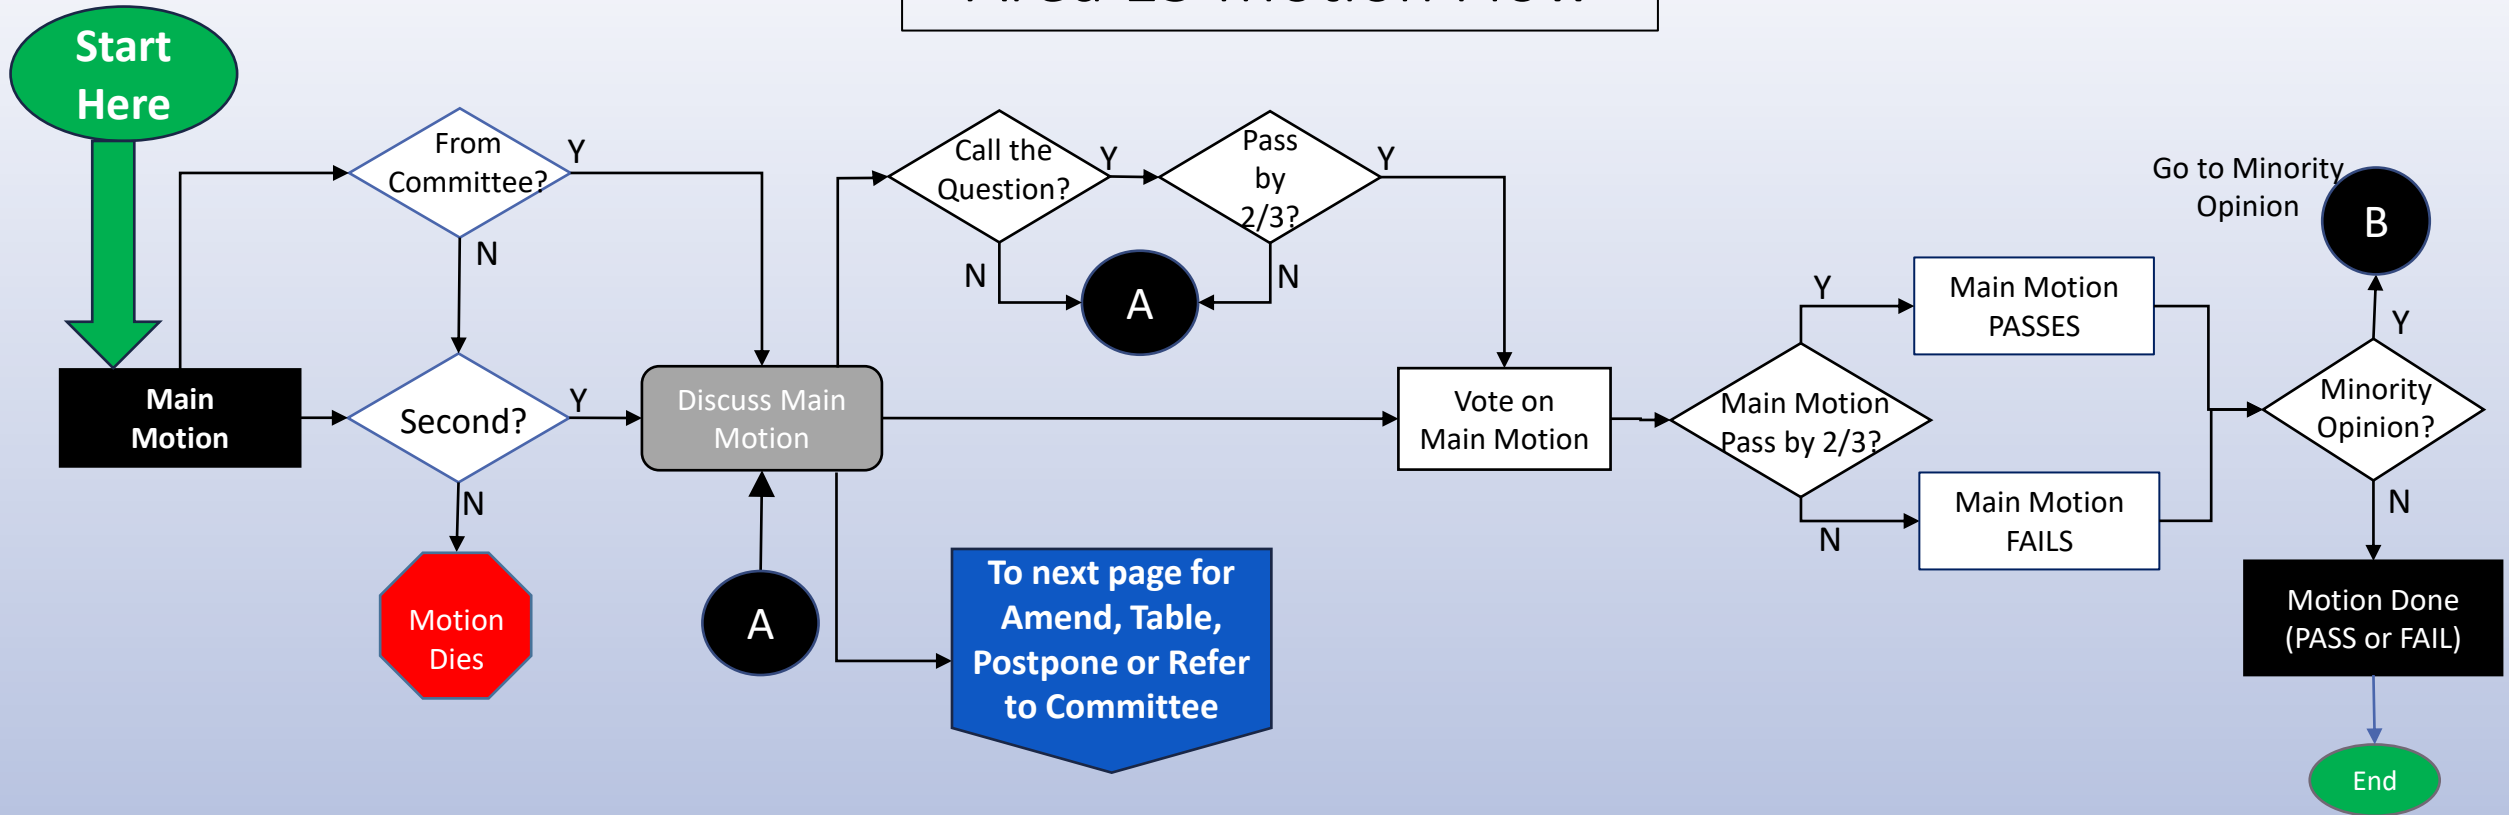 Start
Here
From
Committee?
Y
N
Main
Motion
Second?
Y
N
Motion
Dies
Discuss Main
Motion
A
Call the
Question?
Y
N
Pass
by
2/3?
Y
N
A
To next page for
Amend, Table,
Postpone or Refer
to Committee
Vote on
Main Motion
Main Motion
Pass by 2/3?
Y
N
Main Motion
PASSES
Main Motion
FAILS
Go to Minority
Opinion
B
Y
Minority
Opinion?
N
Motion Done
(PASS or FAIL)
End